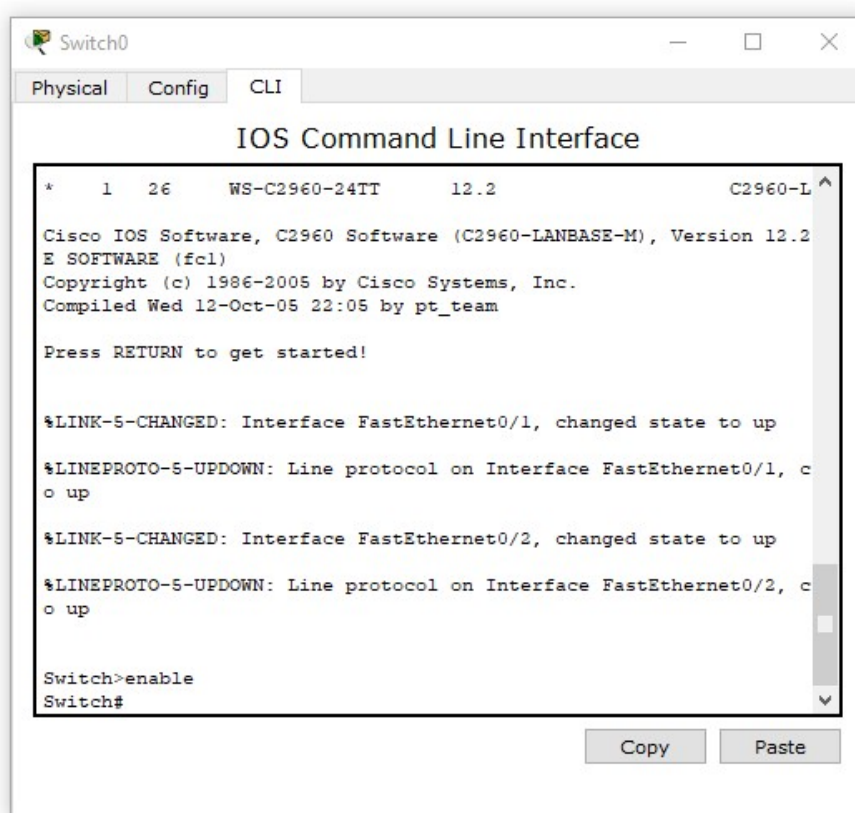 Switch0
Physical Config CLI
IOS Command Line Interface
* 1 26 WS-C2960-24TT 12.2 C2960-L
Cisco IOS Software, C2960 Software (C2960-LANBASE-M), Version 12.2
E SOFTWARE (fc1)
Copyright (c) 1986-2005 by Cisco Systems, Inc.
Compiled Wed 12-Oct-05 22:05 by pt_team
Press RETURN to get started!
%LINK-5-CHANGED: Interface FastEthernet0/1, changed state to up
%LINEPROTO-5-UPDOWN: Line protocol on Interface FastEthernet0/1, c
o up
%LINK-5-CHANGED: Interface FastEthernet0/2, changed state to up
%LINEPROTO-5-UPDOWN: Line protocol on Interface FastEthernet0/2, c
o up
Switch>enable
Switch#
Copy Paste